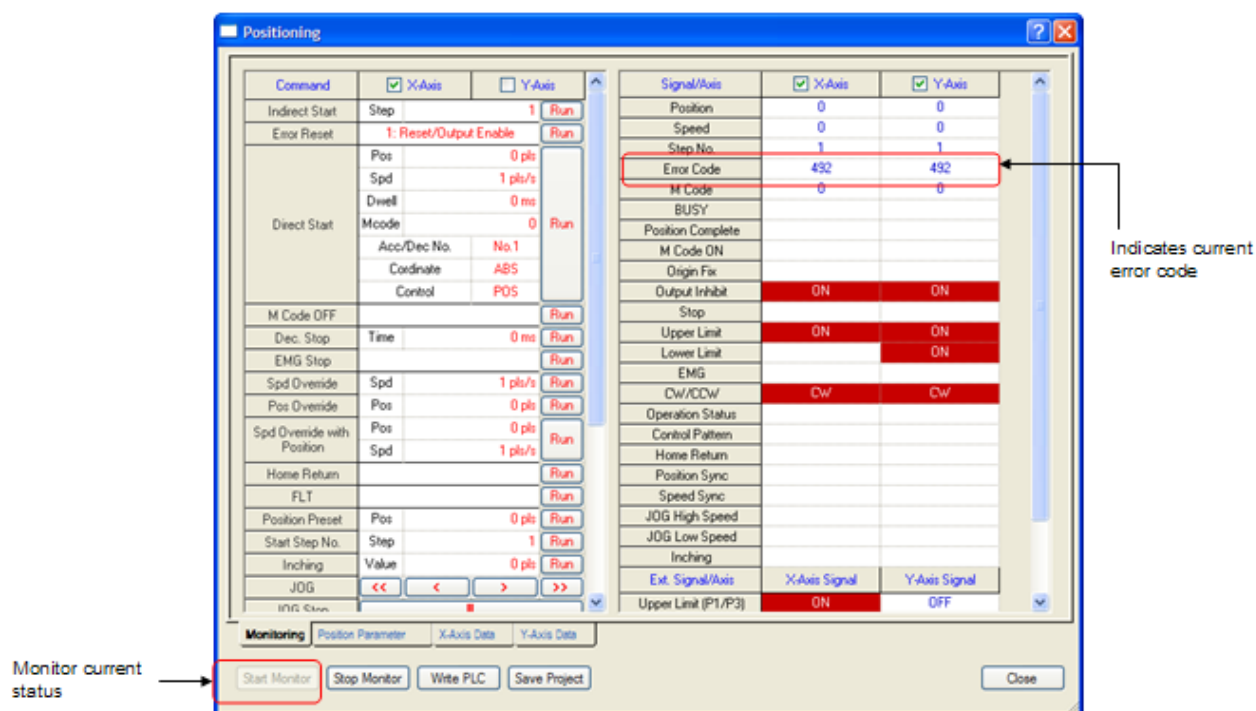 Positioning
Command X-Axis Y-Axis
Indirect Start Step 1 Run
Error Reset 1: Reset/Output Enable Run
Direct Start
Pos 0 pls
Spd 1 pls/s
Dwell 0 ms
Mcode 0
Run
Acc/Dec No. No.1
Cordinate ABS
Control POS
M Code OFF Run
Dec. Stop Time 0 ms Run
EMG Stop Run
Spd Override Spd 1 pls/s Run
Pos Override Pos 0 pls Run
Spd Override with
Position
Pos 0 pls
Spd 1 pls/s
Run
Home Return Run
FLT Run
Position Preset Pos 0 pls Run
Start Step No. Step 1 Run
Inching Value 0 pls Run
JOG << < > >>
JOG Stop
Signal/Axis X-Axis Y-Axis
Position 0 0
Speed 0 0
Step No. 1 1
Error Code 492 492
M Code 0 0
BUSY
Position Complete
M Code ON
Origin Fix
Output Inhibit ON ON
Stop
Upper Limit ON ON
Lower Limit ON
EMG
CW/CCW CW CW
Operation Status
Control Pattern
Home Return
Position Sync
Speed Sync
JOG High Speed
JOG Low Speed
Inching
Ext. Signal/Axis X-Axis Signal Y-Axis Signal
Upper Limit (P1/P3) ON OFF
Indicates current
error code
Monitoring Position Parameter X-Axis Data Y-Axis Data
Monitor current
status
Start Monitor Stop Monitor Write PLC Save Project Close